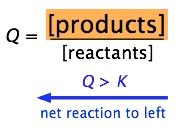 Q = [products]
[reactants]
Q > K
net reaction to left